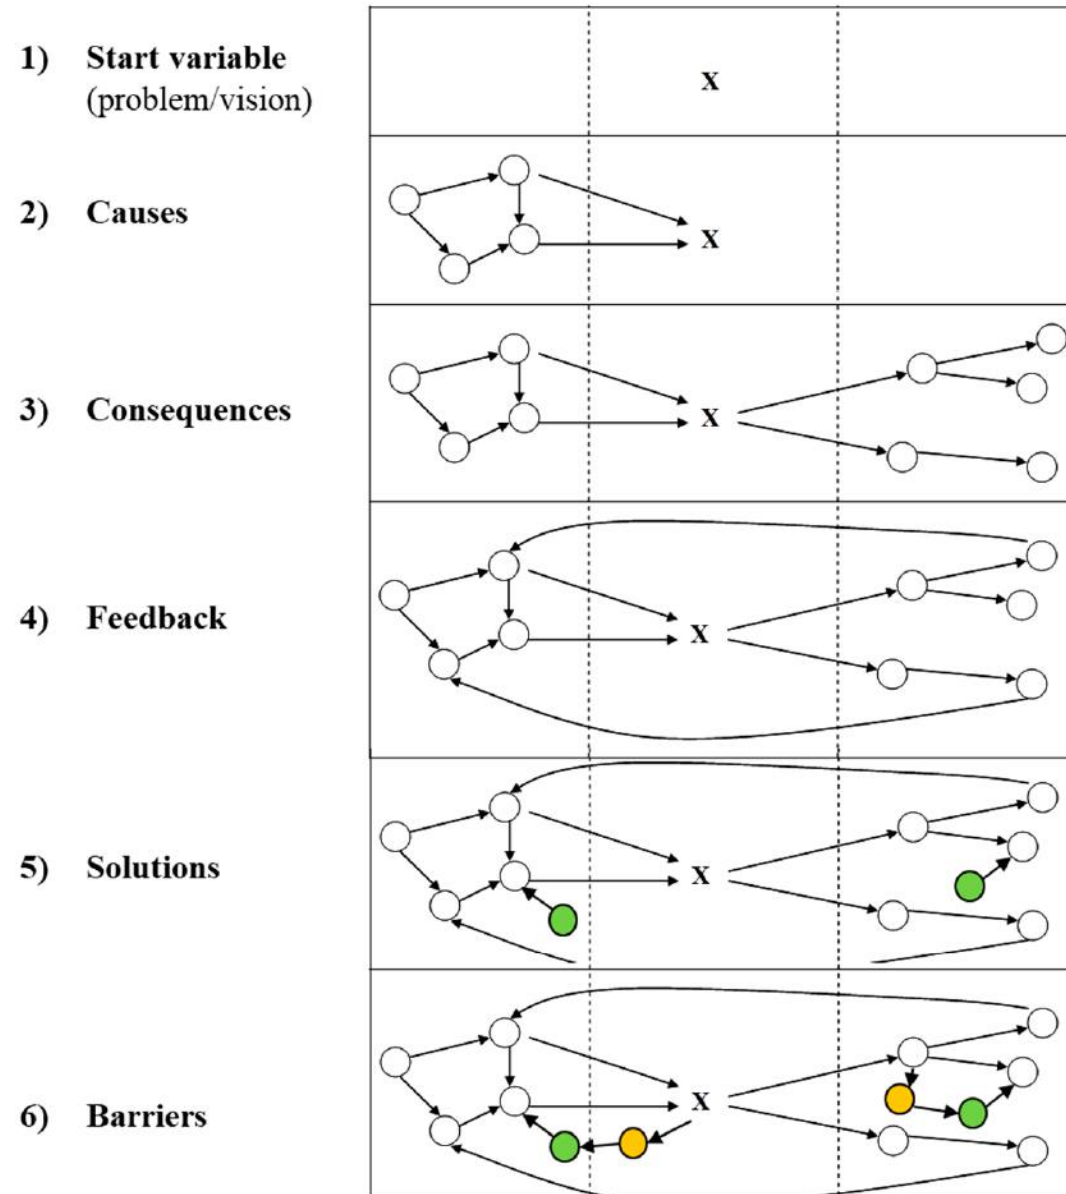 1) Start variable
(problem/vision)
X
2) Causes
X
3) Consequences
X
4) Feedback
X
5) Solutions
X
6) Barriers
X